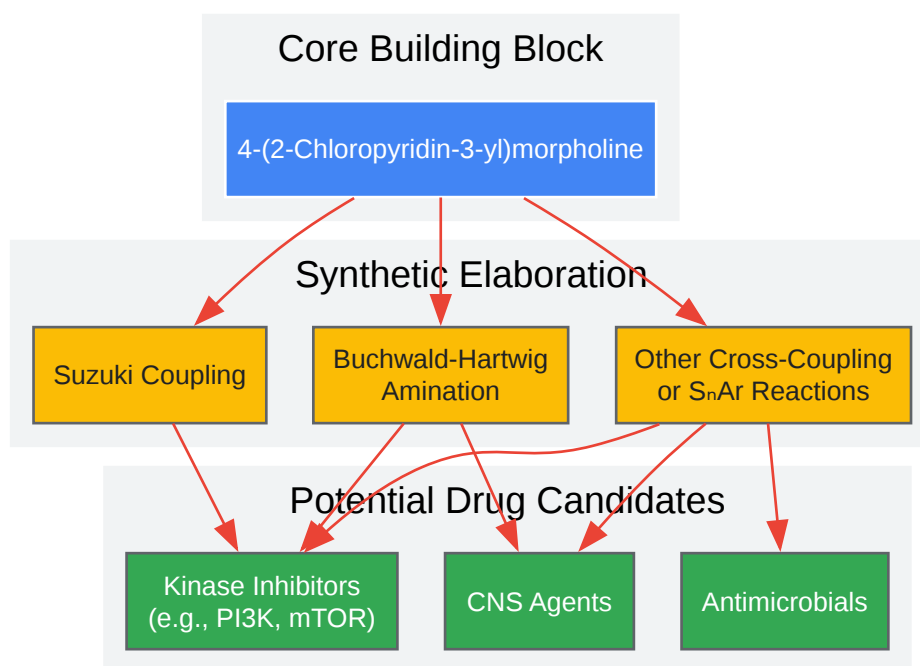 Core Building Block
4-(2-Chloropyridin-3-yl)morpholine
Synthetic Elaboration
Suzuki Coupling
Buchwald-Hartwig
Amination
Other Cross-Coupling
or SₙAr Reactions
Potential Drug Candidates
Kinase Inhibitors
(e.g., PI3K, mTOR)
CNS Agents
Antimicrobials